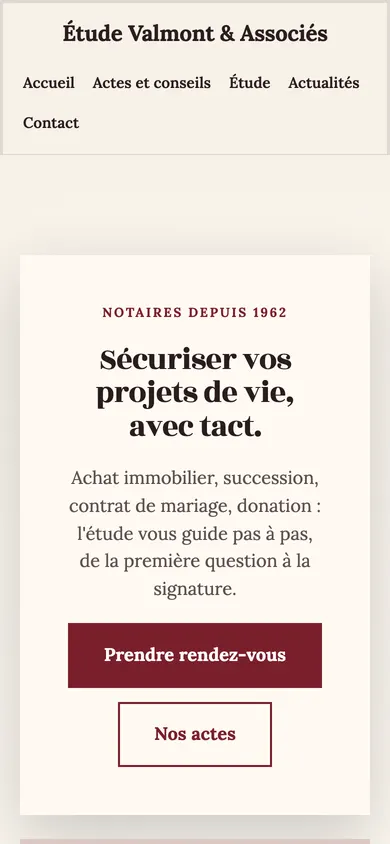 Étude Valmont & Associés
Accueil Actes et conseils Étude Actualités
Contact
NOTAIRES DEPUIS 1962
Sécuriser vos
projets de vie,
avec tact.
Achat immobilier, succession,
contrat de mariage, donation :
l'étude vous guide pas à pas,
de la première question à la
signature.
Prendre rendez-vous
Nos actes